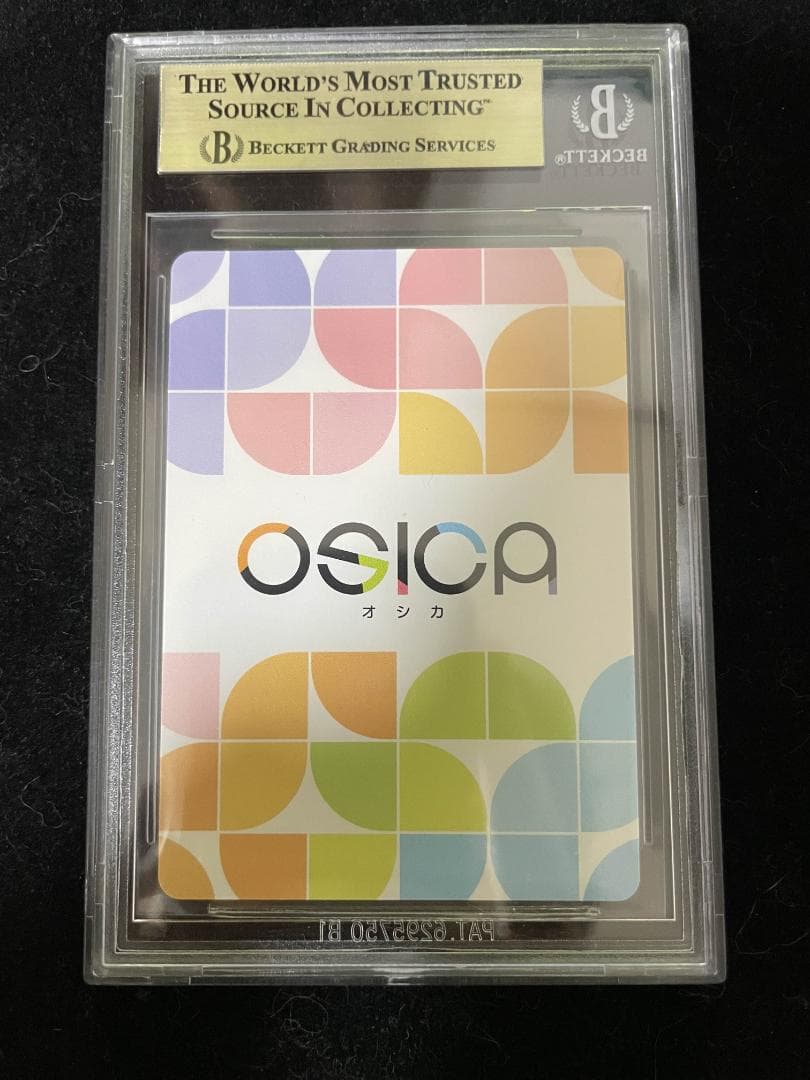 THE WORLD'S MOST TRUSTED
SOURCE IN COLLECTING™
B BECKETT GRADING SERVICES
B
BECKETT®
OSICA
オシカ
PAT.6295750 B1